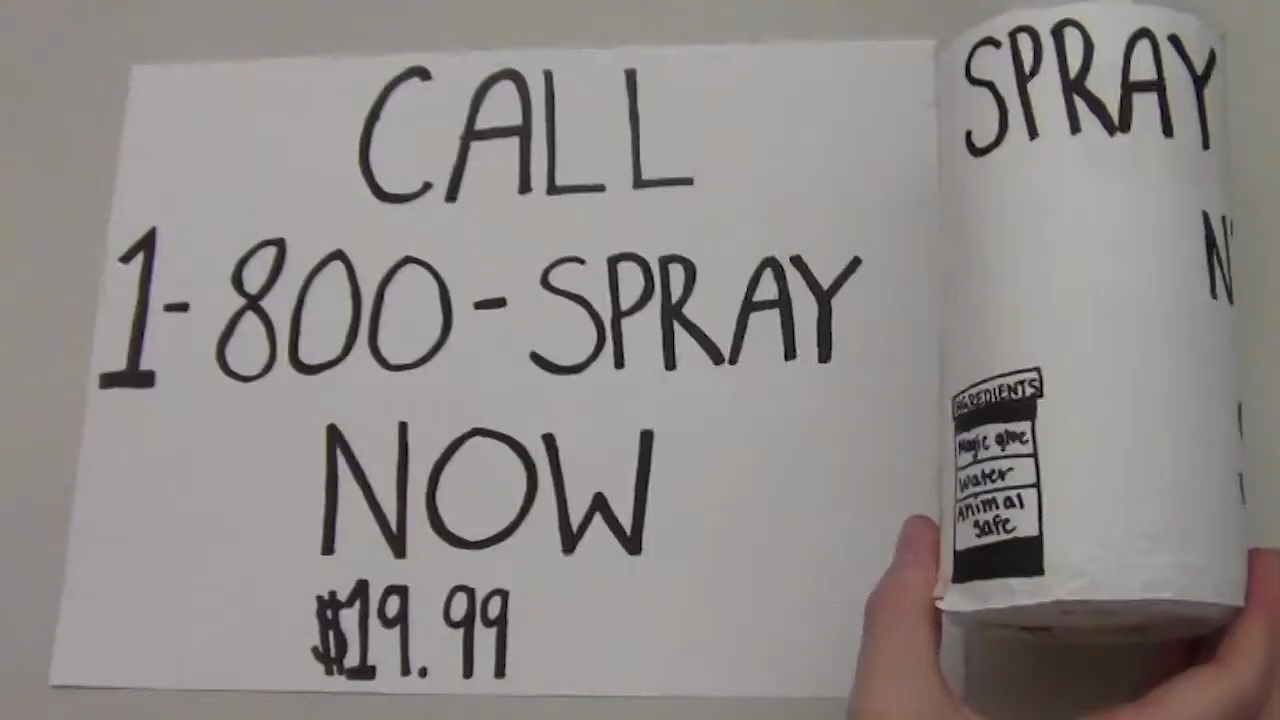 CALL
1-800-SPRAY
NOW
$19.99
SPRAY
N'
INGREDIENTS
Magic glue
Water
Animal
safe